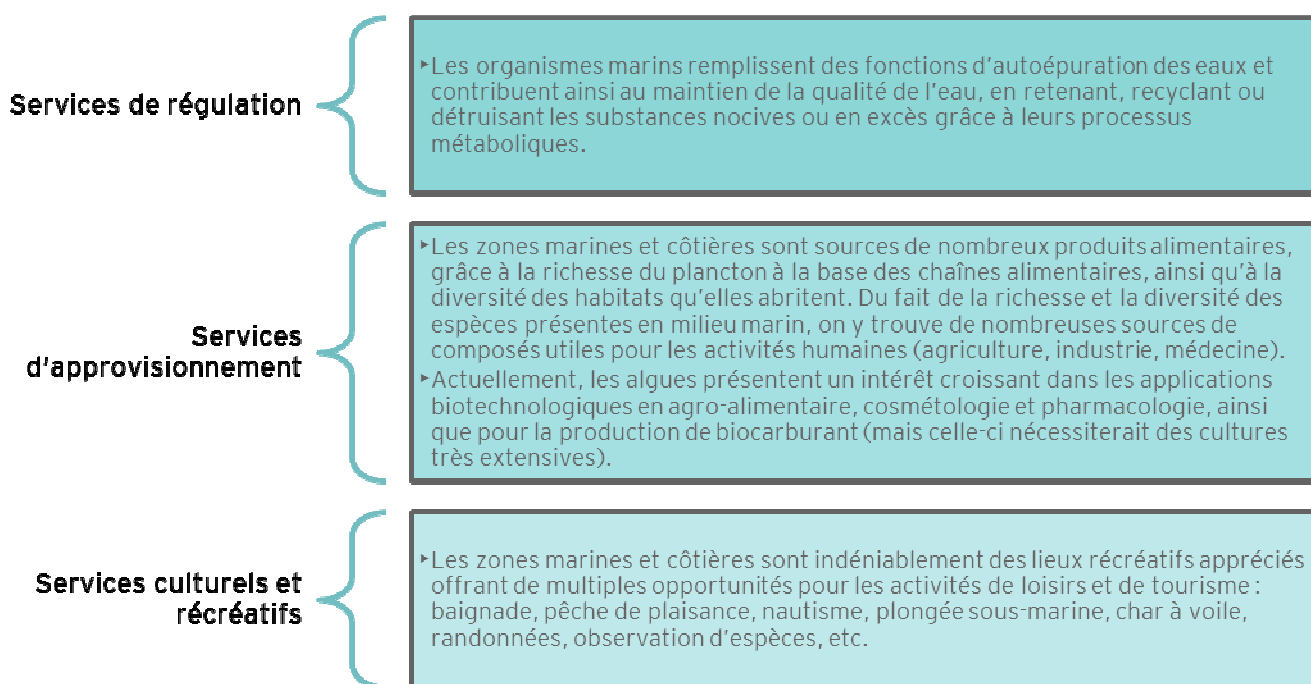 Services de régulation
‣Les organismes marins remplissent des fonctions d'autoépuration des eaux et
contribuent ainsi au maintien de la qualité de l'eau, en retenant, recyclant ou
détruisant les substances nocives ou en excès grâce à leurs processus
métaboliques.
Services
d'approvisionnement
‣Les zones marines et côtières sont sources de nombreux produits alimentaires,
grâce à la richesse du plancton à la base des chaînes alimentaires, ainsi qu'à la
diversité des habitats qu'elles abritent. Du fait de la richesse et la diversité des
espèces présentes en milieu marin, on y trouve de nombreuses sources de
composés utiles pour les activités humaines (agriculture, industrie, médecine).
‣Actuellement, les algues présentent un intérêt croissant dans les applications
biotechnologiques en agro-alimentaire, cosmétologie et pharmacologie, ainsi
que pour la production de biocarburant (mais celle-ci nécessiterait des cultures
très extensives).
Services culturels et
récréatifs
‣Les zones marines et côtières sont indéniablement des lieux récréatifs appréciés
offrant de multiples opportunités pour les activités de loisirs et de tourisme :
baignade, pêche de plaisance, nautisme, plongée sous-marine, char à voile,
randonnées, observation d'espèces, etc.